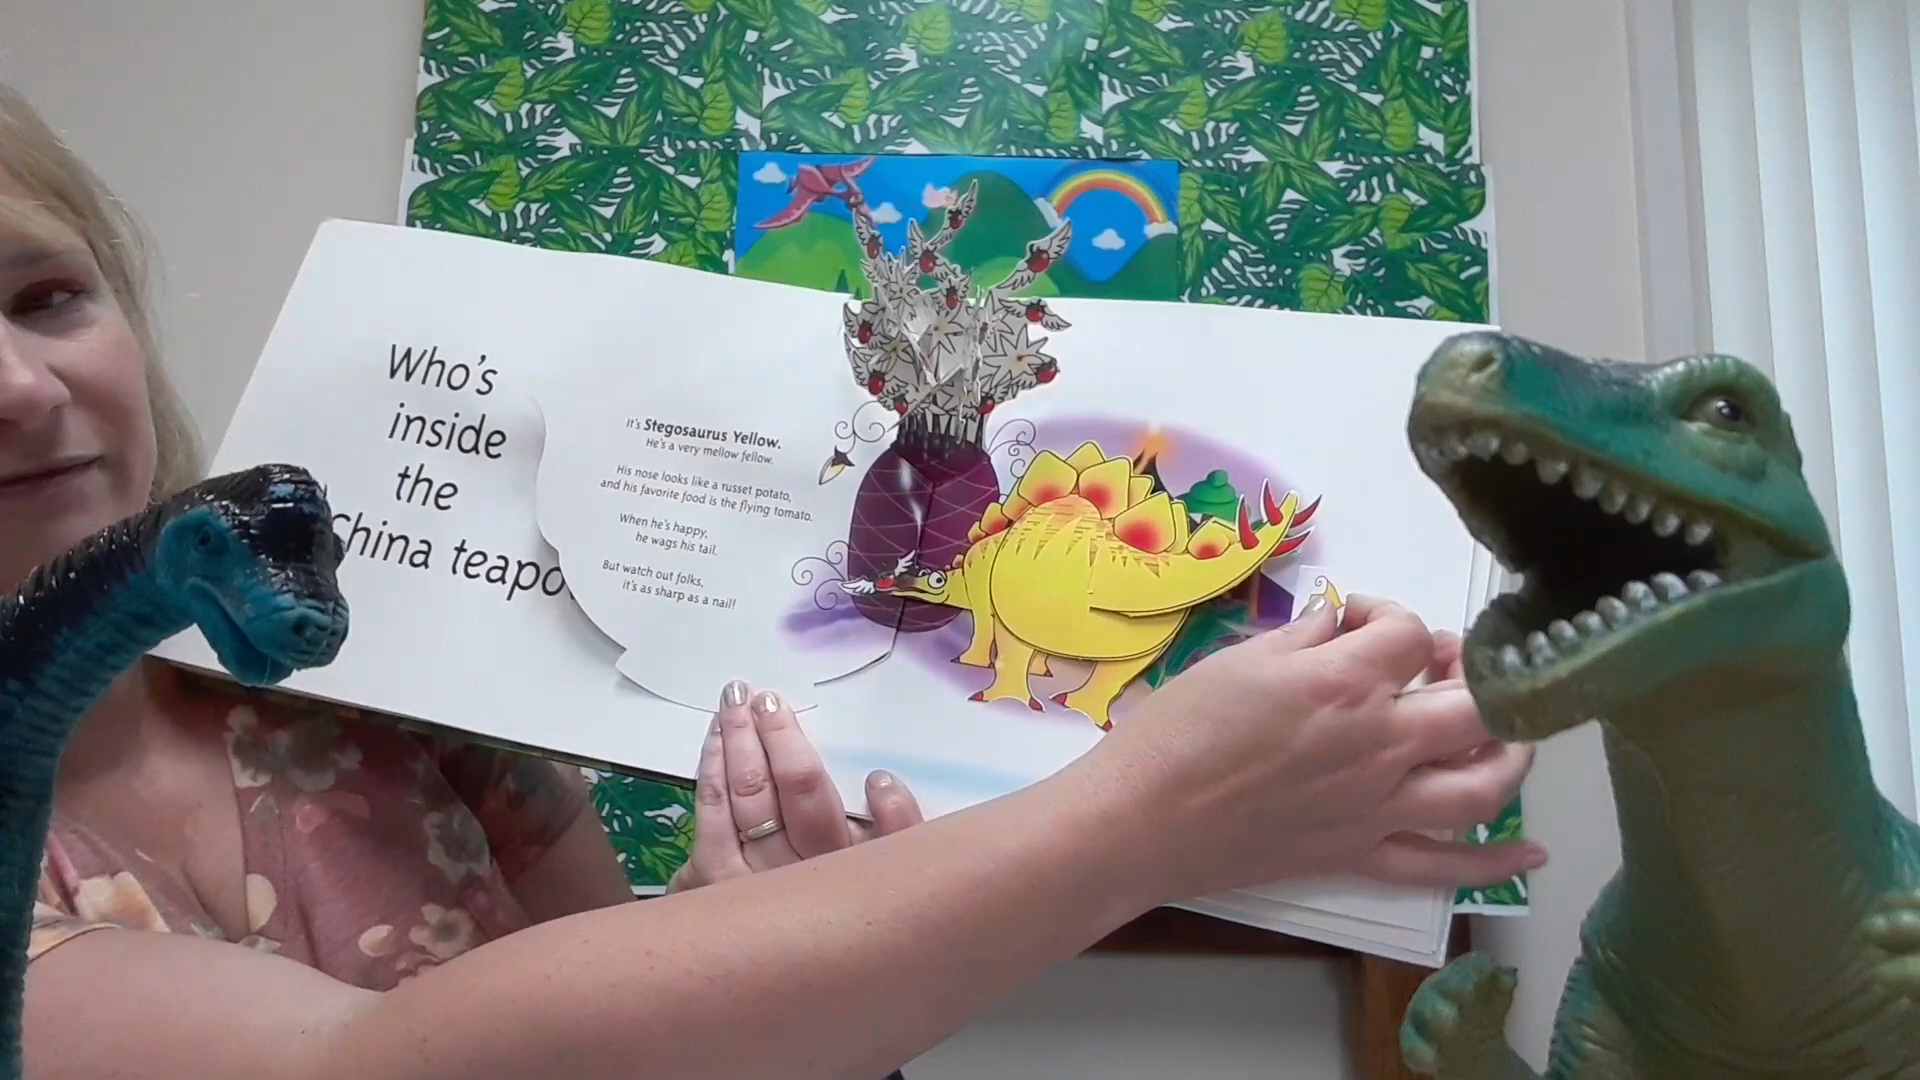 Who's
inside
the
China teapo
It's Stegosaurus Yellow.
He's a very mellow fellow.
His nose looks like a russet potato,
and his favorite food is the flying tomato.
When he's happy,
he wags his tail.
But watch out folks,
it's as sharp as a nail!